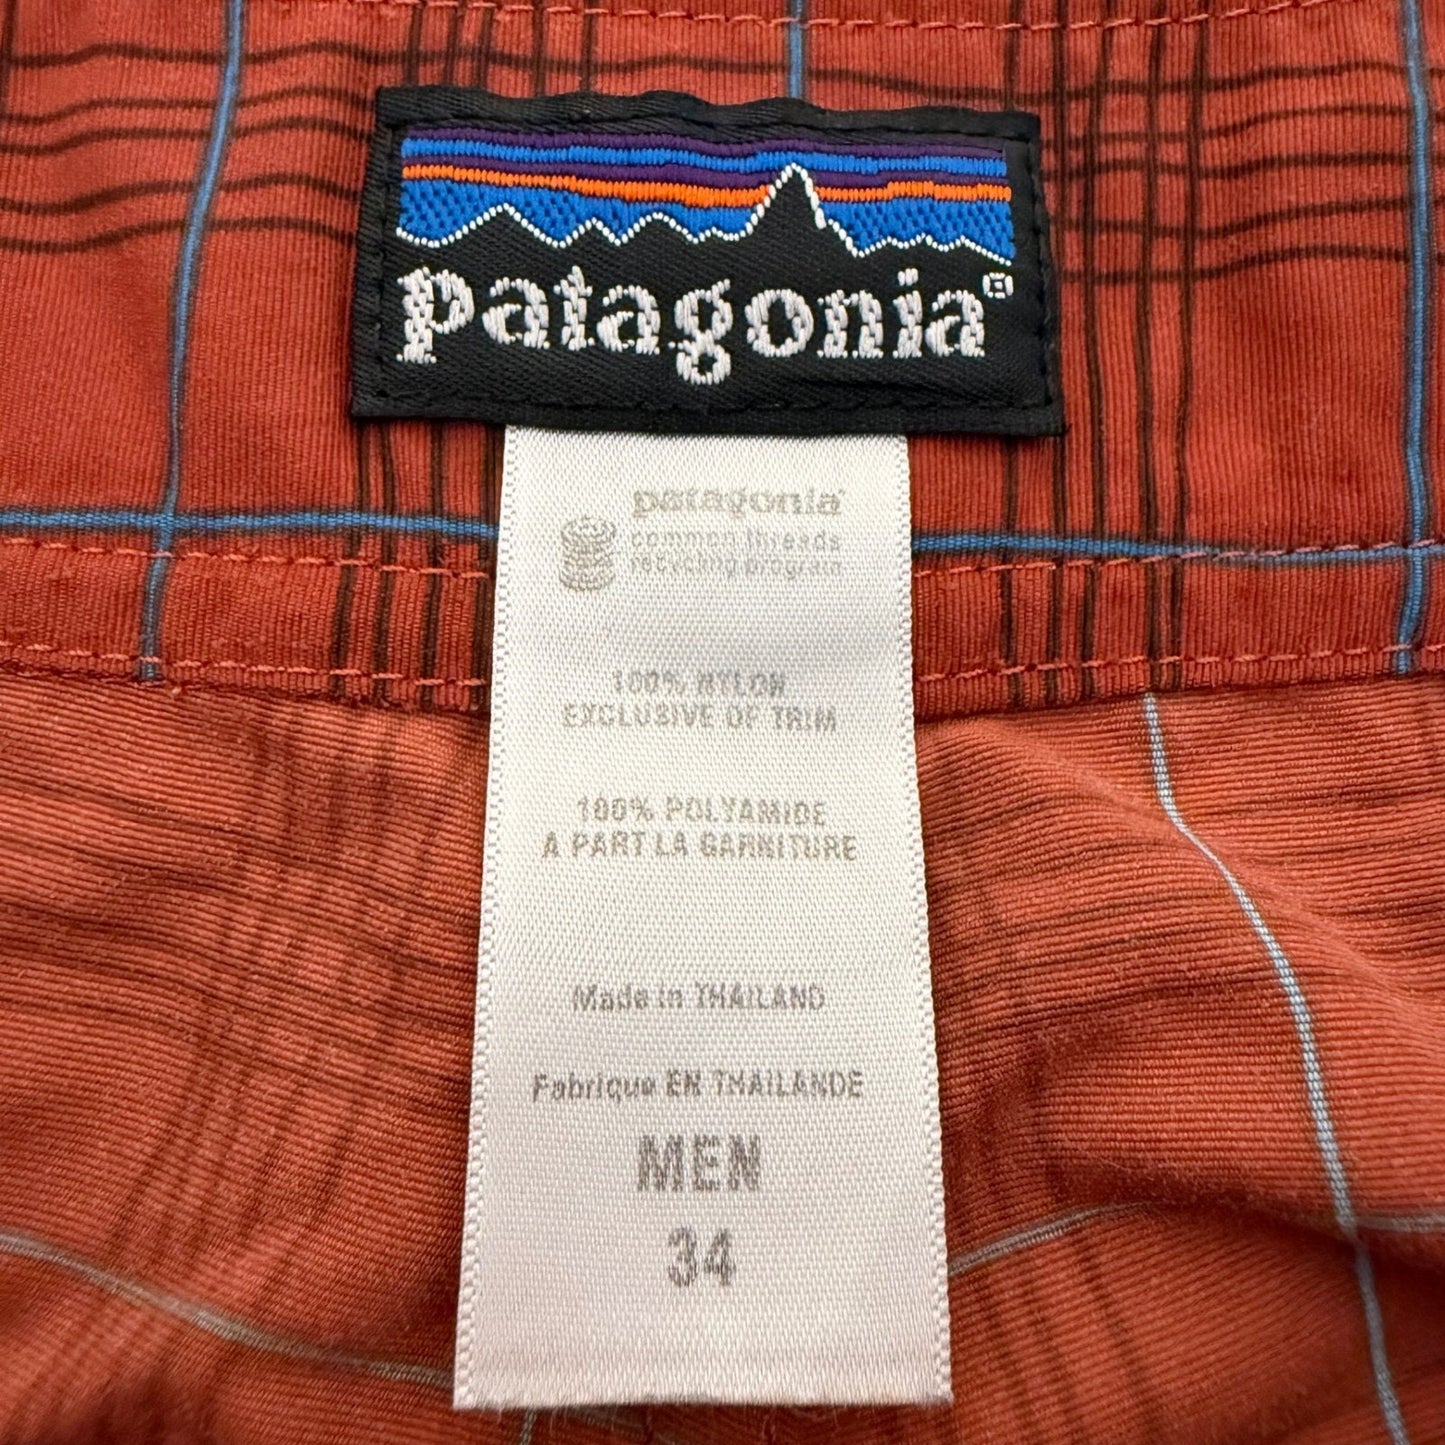 patagonia®
patagonia®
common threads
recycling program
100% NYLON
EXCLUSIVE OF TRIM
100% POLYAMIDE
A PART LA GARNITURE
Made in THAILAND
Fabrique EN THAILANDE
MEN
34